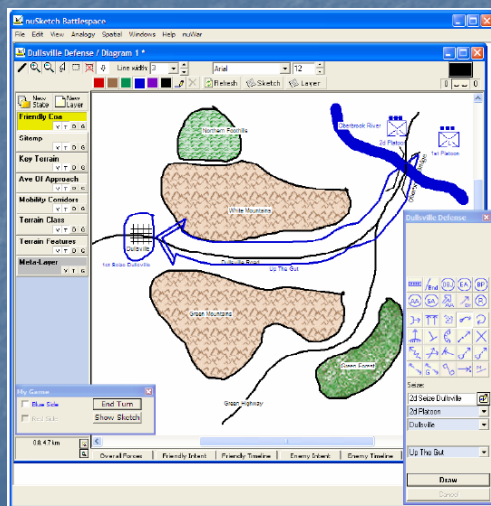 nuSketch Battlespace
File Edit View Analogy Spatial Windows Help nuWar
Dullsville Defense / Diagram 1 *
Line width 3 Arial 12
Refresh Sketch Layer
New State New Layer
Friendly Coa
V T D G
Sitemp
V T D G
Key Terrain
V T D G
Ave Of Approach
V T D G
Mobility Corridors
V T D G
Terrain Class
V T D G
Terrain Features
V T D G
Meta-Layer
V T D G
Northern Foothills
Cleerbrook River
2d Platoon
1st Platoon
White Mountains
Dullsville
1st Seize Dullsville
Dullsville Road
Up The Gut
Green Mountains
Green Forest
Green Highway
My Game
Blue Side
Red Side
End Turn
Show Sketch
Overall Forces Friendly Intent Friendly Timeline Enemy Intent Enemy Timeline
Dullsville Defense
Seize:
2d Seize Dullsville
2d Platoon
Dullsville
Up The Gut
Draw
Cancel